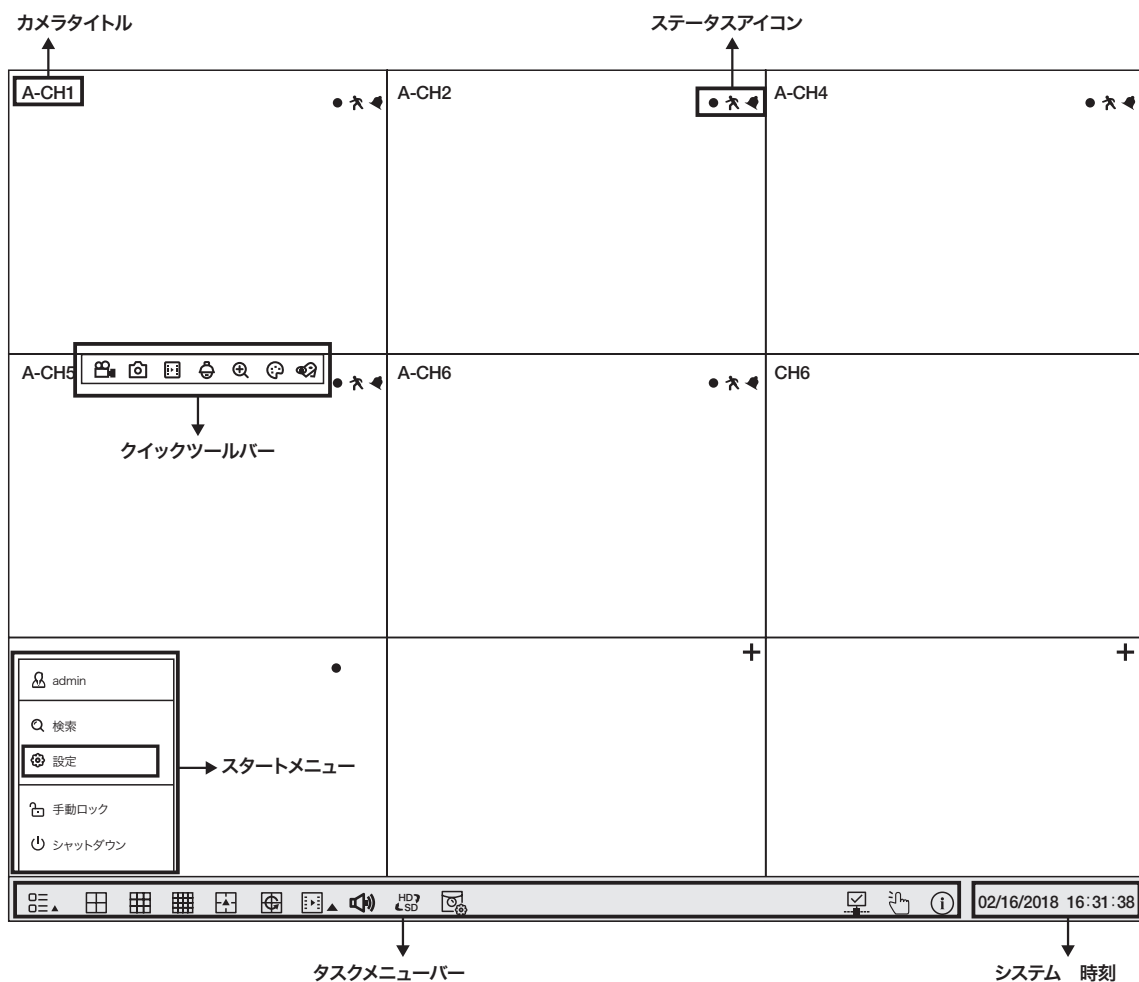 カメラタイトル
ステータスアイコン
A-CH1
A-CH2
A-CH4
A-CH5
A-CH6
CH6
クイックツールバー
admin
検索
設定
スタートメニュー
手動ロック
シャットダウン
HD
SD
02/16/2018 16:31:38
タスクメニューバー
システム 時刻